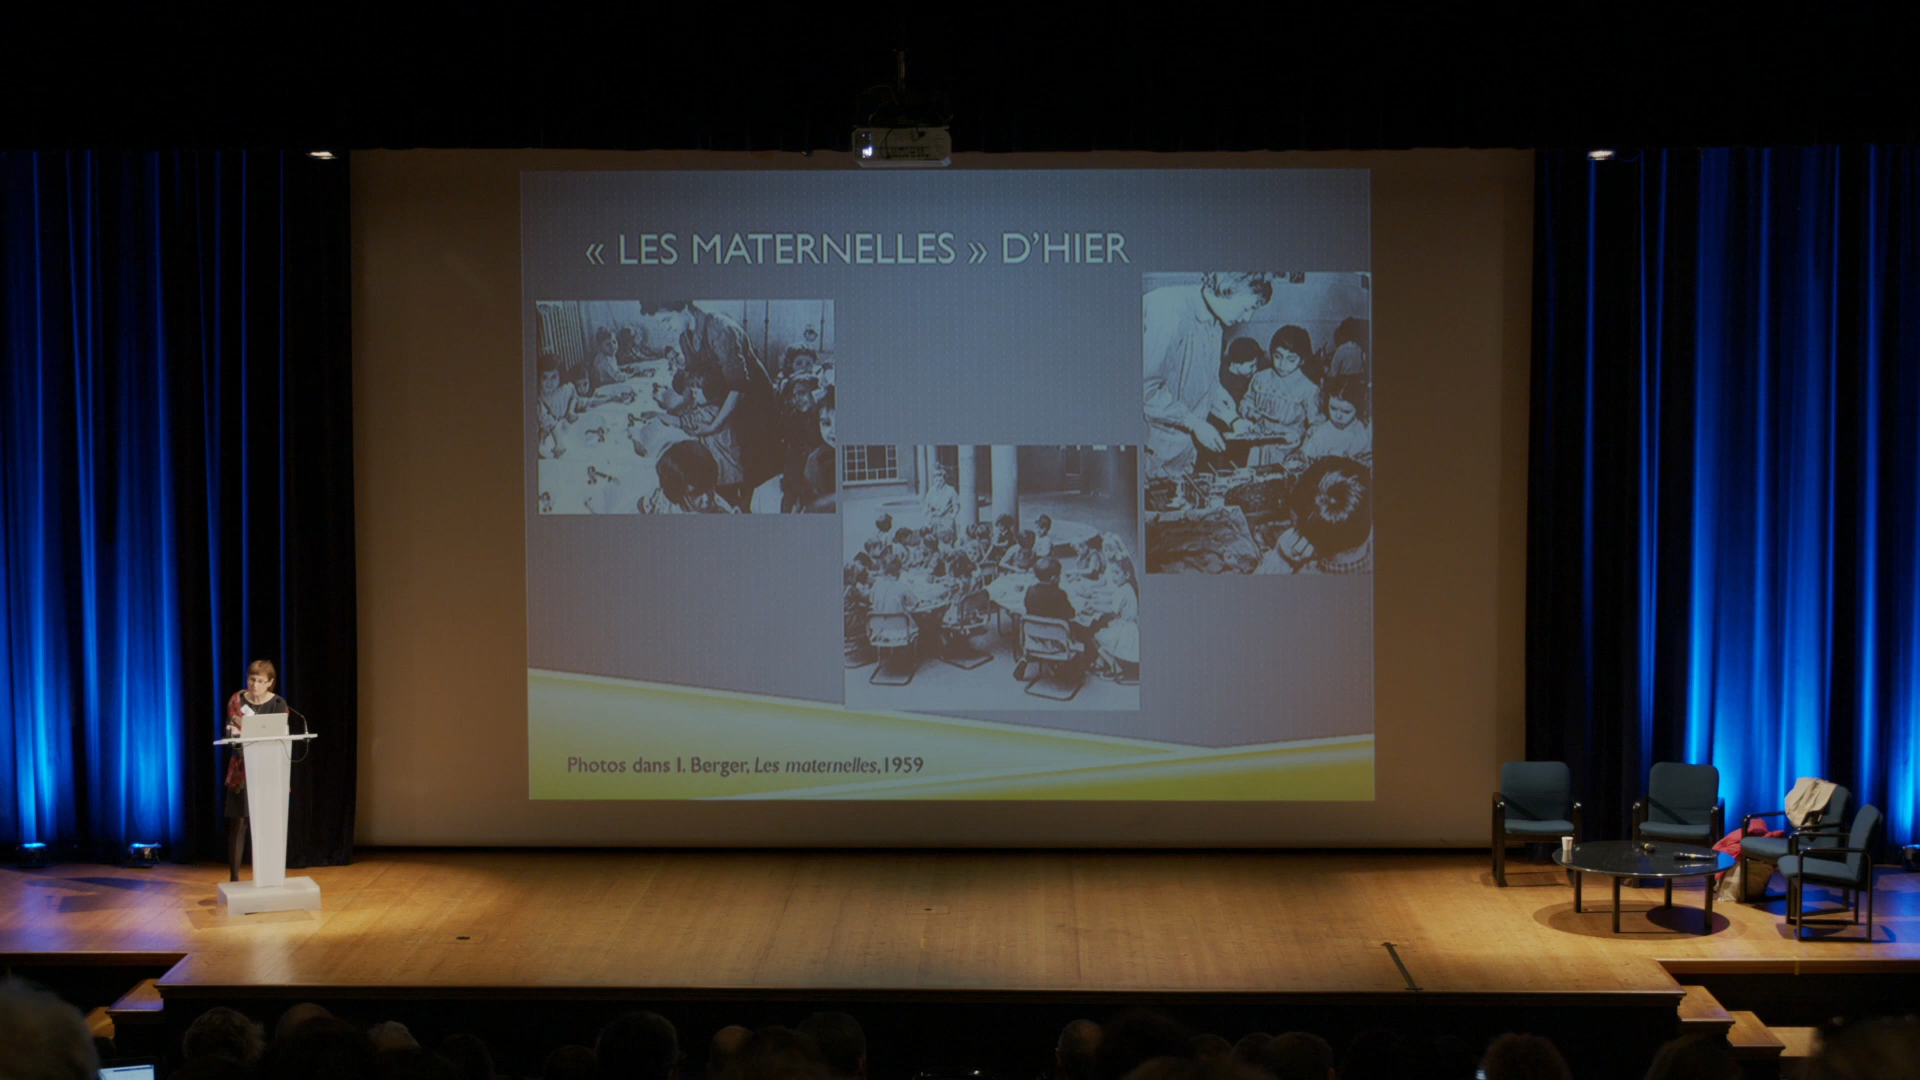 « LES MATERNELLES » D'HIER
Photos dans I. Berger, Les maternelles,1959